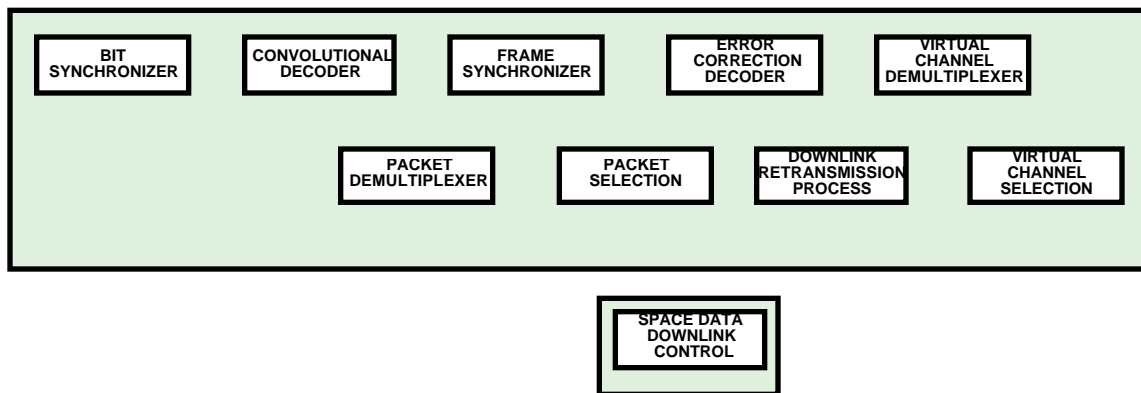 BIT
SYNCHRONIZER
CONVOLUTIONAL
DECODER
FRAME
SYNCHRONIZER
ERROR
CORRECTION
DECODER
VIRTUAL
CHANNEL
DEMULTIPLEXER
PACKET
DEMULTIPLEXER
PACKET
SELECTION
DOWNLINK
RETRANSMISSION
PROCESS
VIRTUAL
CHANNEL
SELECTION
SPACE DATA
DOWNLINK
CONTROL